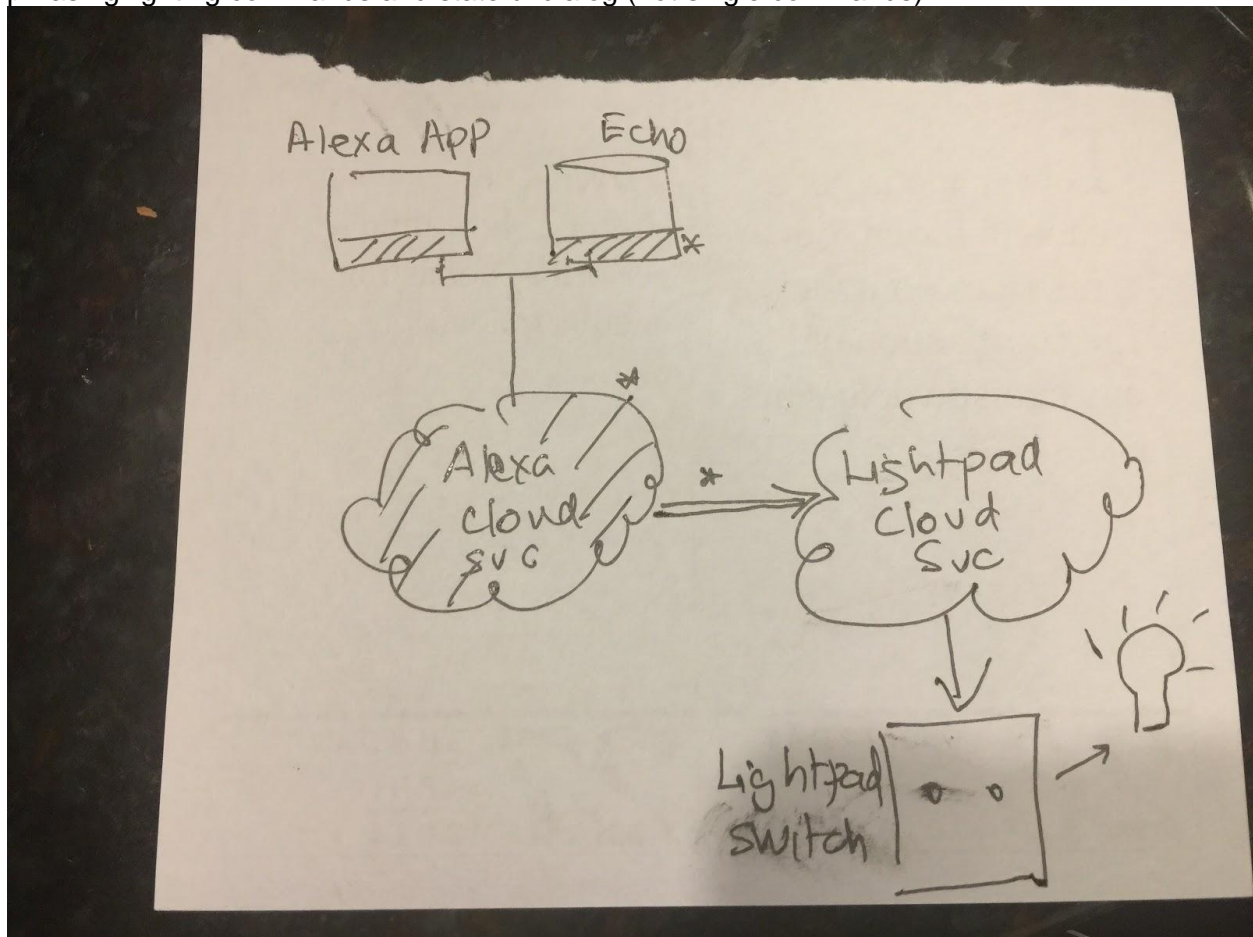 Alexa App
Echo
*
*
Alexa
cloud
svc
*
Lightpad
Cloud
Svc
Lightpad
switch